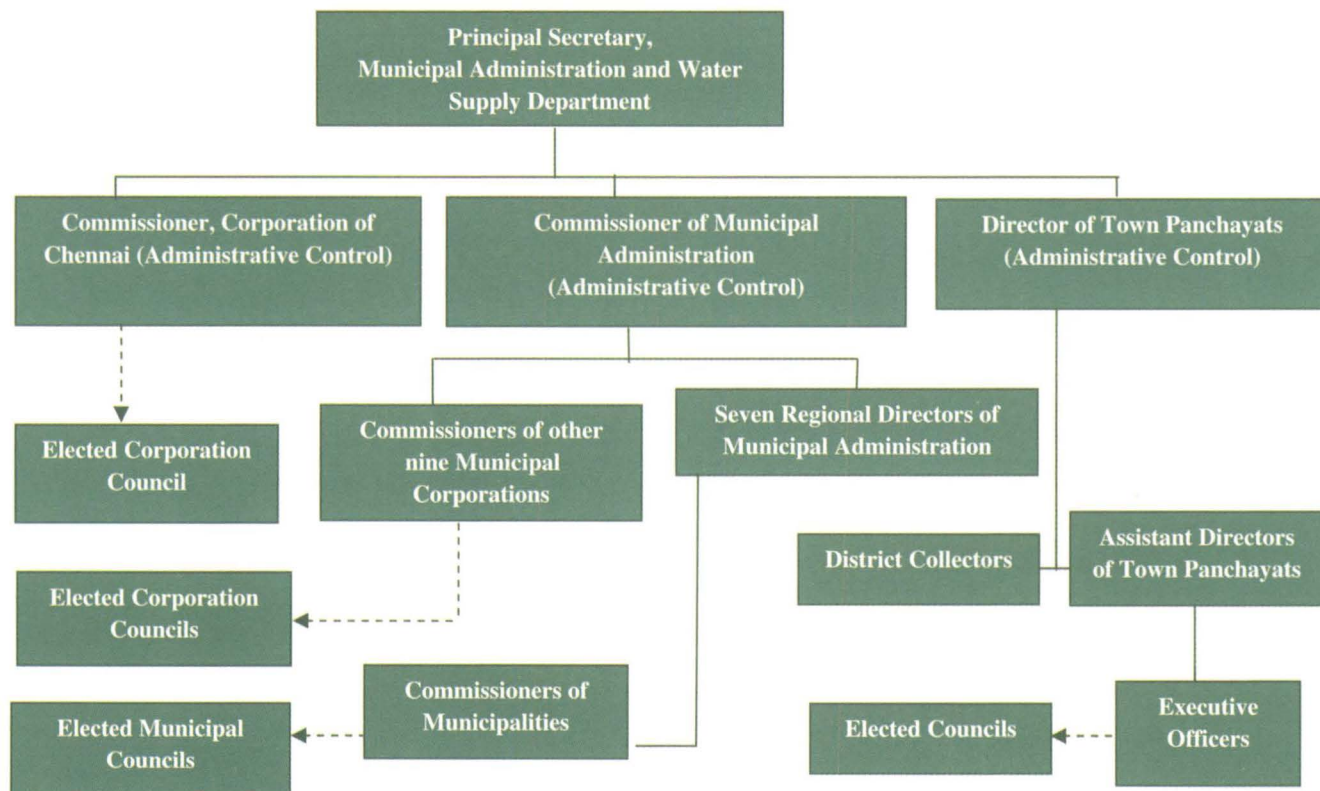 Principal Secretary,
Municipal Administration and Water
Supply Department
Commissioner, Corporation of
Chennai (Administrative Control)
Commissioner of Municipal
Administration
(Administrative Control)
Director of Town Panchayats
(Administrative Control)
Elected Corporation
Council
Commissioners of other
nine Municipal
Corporations
Seven Regional Directors of
Municipal Administration
District Collectors
Assistant Directors
of Town Panchayats
Elected Corporation
Councils
Commissioners of
Municipalities
Elected Municipal
Councils
Elected Councils
Executive
Officers